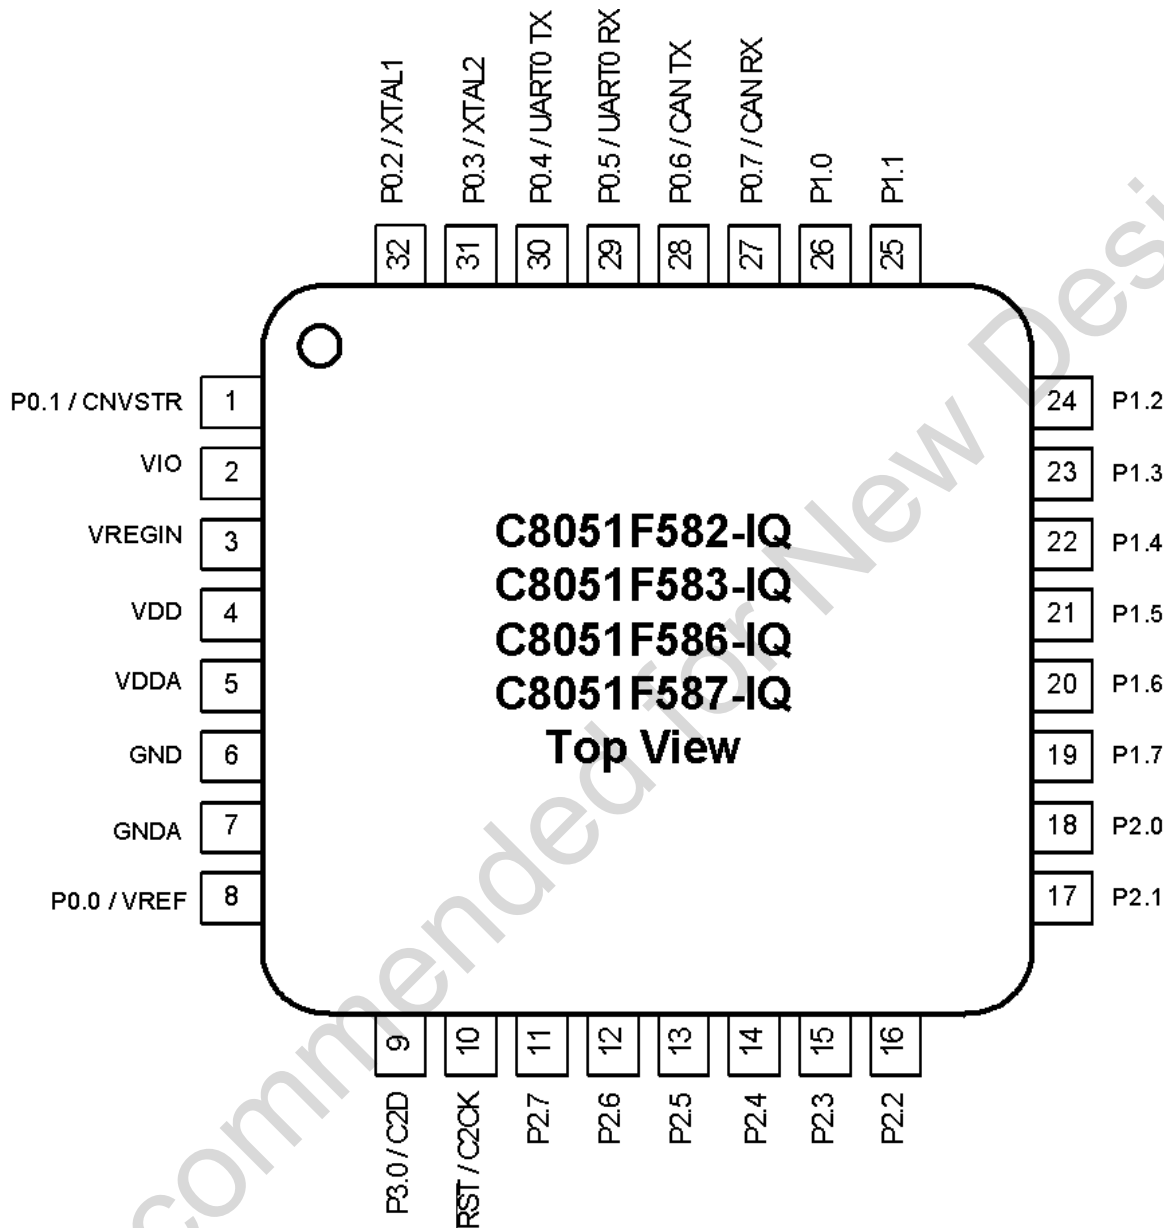 P0.2 / XTAL1
P0.3 / XTAL2
P0.4 / UART0 TX
P0.5 / UART0 RX
P0.6 / CAN TX
P0.7 / CAN RX
P1.0
P1.1
32
31
30
29
28
27
26
25
P0.1 / CNVSTR 1
VIO 2
VREGIN 3
VDD 4
VDDA 5
GND 6
GNDA 7
P0.0 / VREF 8
C8051F582-IQ
C8051F583-IQ
C8051F586-IQ
C8051F587-IQ
Top View
24 P1.2
23 P1.3
22 P1.4
21 P1.5
20 P1.6
19 P1.7
18 P2.0
17 P2.1
9
10
11
12
13
14
15
16
P3.0 / C2D
RST / C2CK
P2.7
P2.6
P2.5
P2.4
P2.3
P2.2
commended for New Desi